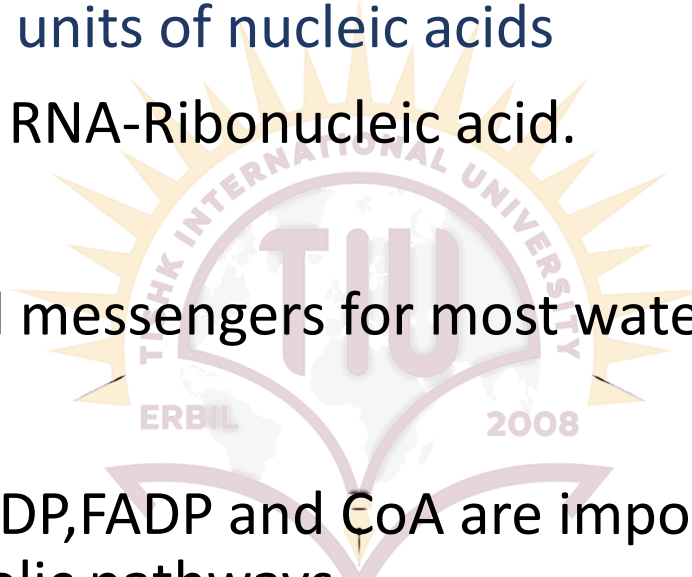 units of nucleic acids
RNA-Ribonucleic acid.
TISHK INTERNATIONAL UNIVERSITY
TIU
messengers for most wate
ERBIL 2008
DP,FADP and CoA are impo
pathways